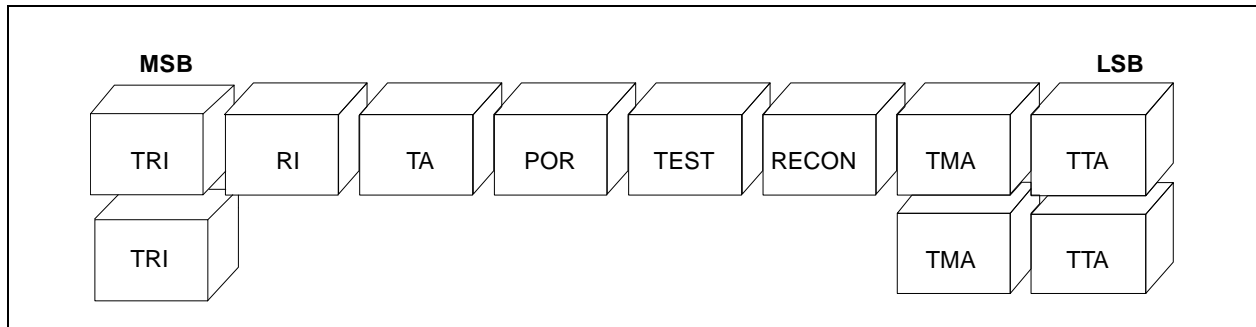 MSB LSB
TRI RI TA POR TEST RECON TMA TTA
TRI TMA TTA